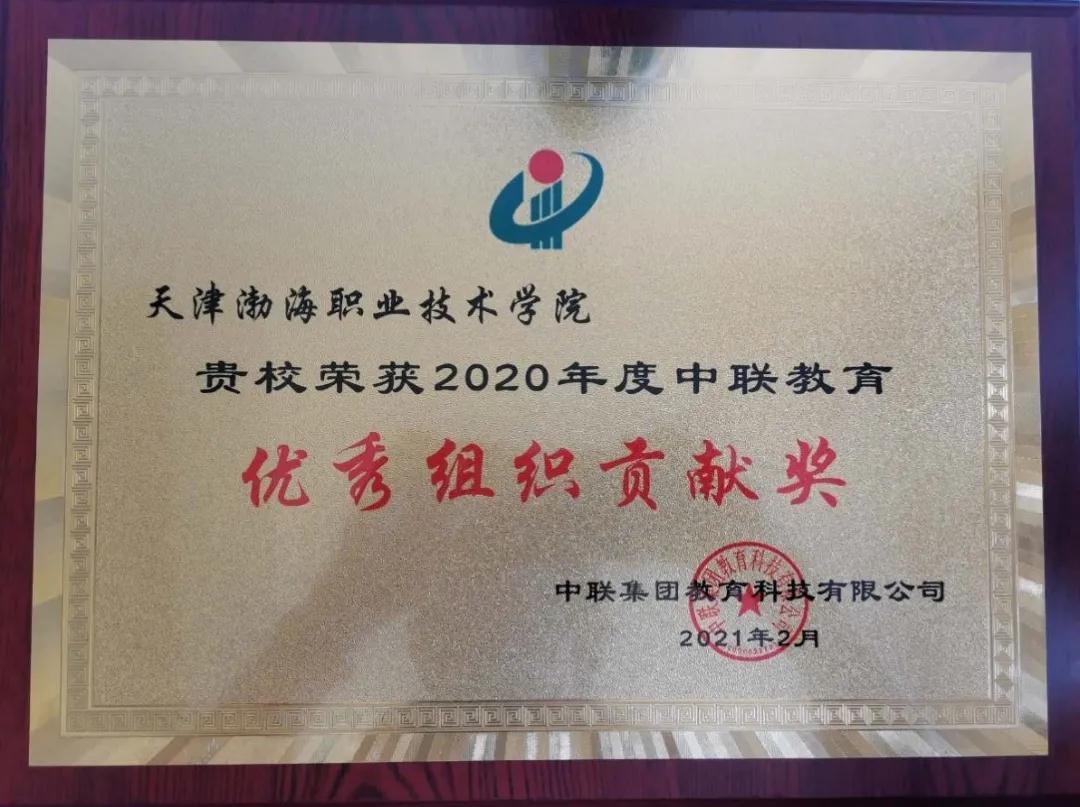 天津渤海职业技术学院
贵校荣获2020年度中联教育
优秀组织贡献奖
中联集团教育科技有限公司
2021年2月